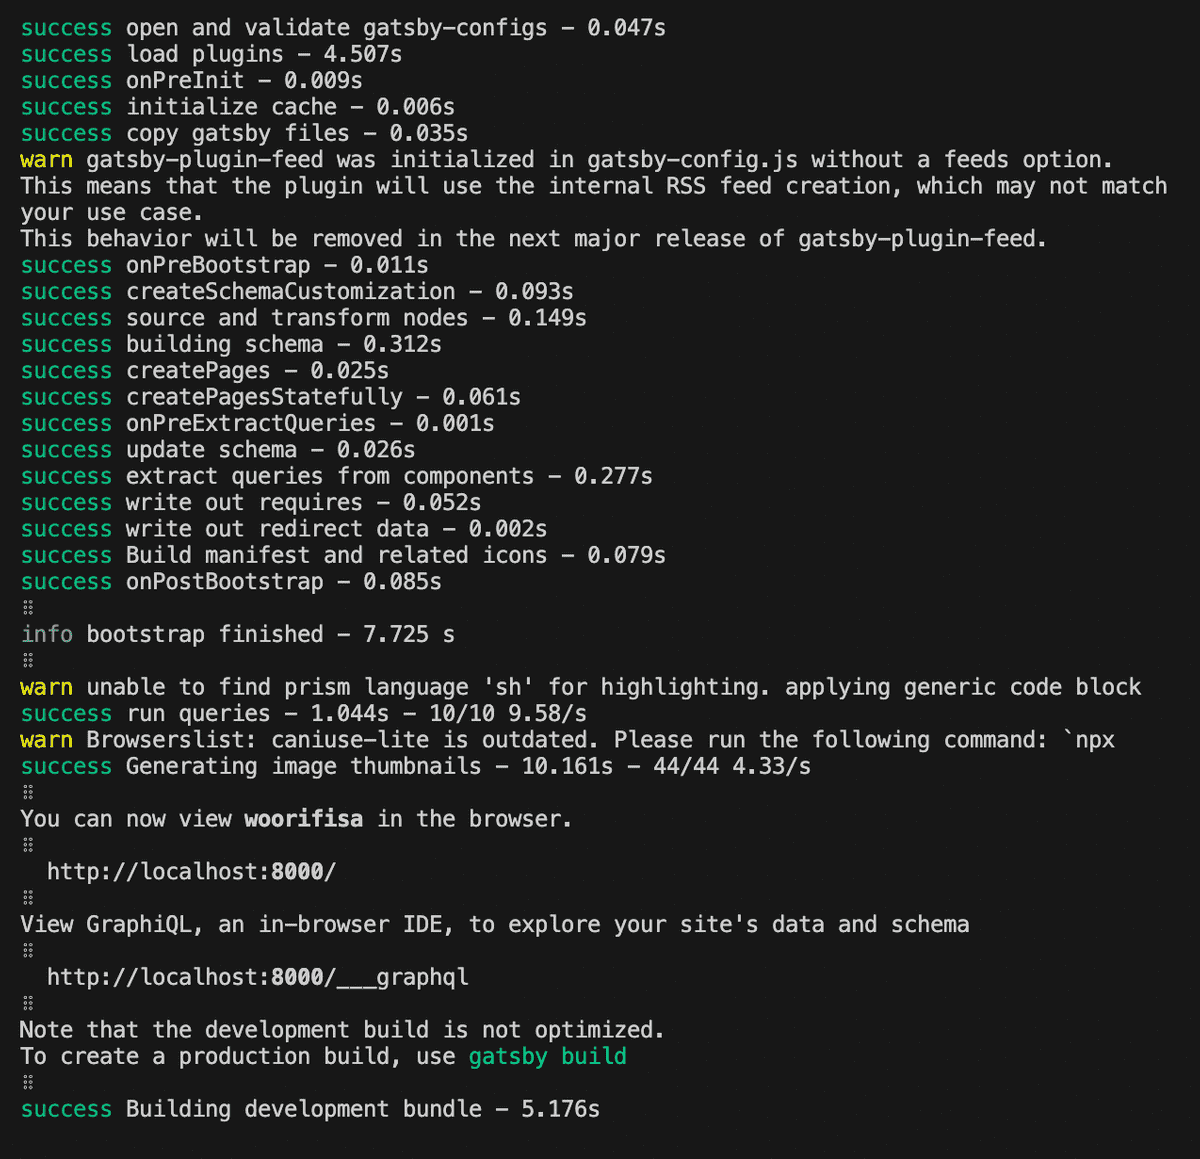 success open and validate gatsby-configs - 0.047s
success load plugins - 4.507s
success onPreInit - 0.009s
success initialize cache - 0.006s
success copy gatsby files - 0.035s
warn gatsby-plugin-feed was initialized in gatsby-config.js without a feeds option.
This means that the plugin will use the internal RSS feed creation, which may not match
your use case.
This behavior will be removed in the next major release of gatsby-plugin-feed.
success onPreBootstrap - 0.011s
success createSchemaCustomization - 0.093s
success source and transform nodes - 0.149s
success building schema - 0.312s
success createPages - 0.025s
success createPagesStatefully - 0.061s
success onPreExtractQueries - 0.001s
success update schema - 0.026s
success extract queries from components - 0.277s
success write out requires - 0.052s
success write out redirect data - 0.002s
success Build manifest and related icons - 0.079s
success onPostBootstrap - 0.085s
⠿
info bootstrap finished - 7.725 s
⠿
warn unable to find prism language 'sh' for highlighting. applying generic code block
success run queries - 1.044s - 10/10 9.58/s
warn Browserslist: caniuse-lite is outdated. Please run the following command: `npx
success Generating image thumbnails - 10.161s - 44/44 4.33/s
⠿
You can now view woorifisa in the browser.
⠿
http://localhost:8000/
⠿
View GraphiQL, an in-browser IDE, to explore your site's data and schema
⠿
http://localhost:8000/___graphql
⠿
Note that the development build is not optimized.
To create a production build, use gatsby build
⠿
success Building development bundle - 5.176s